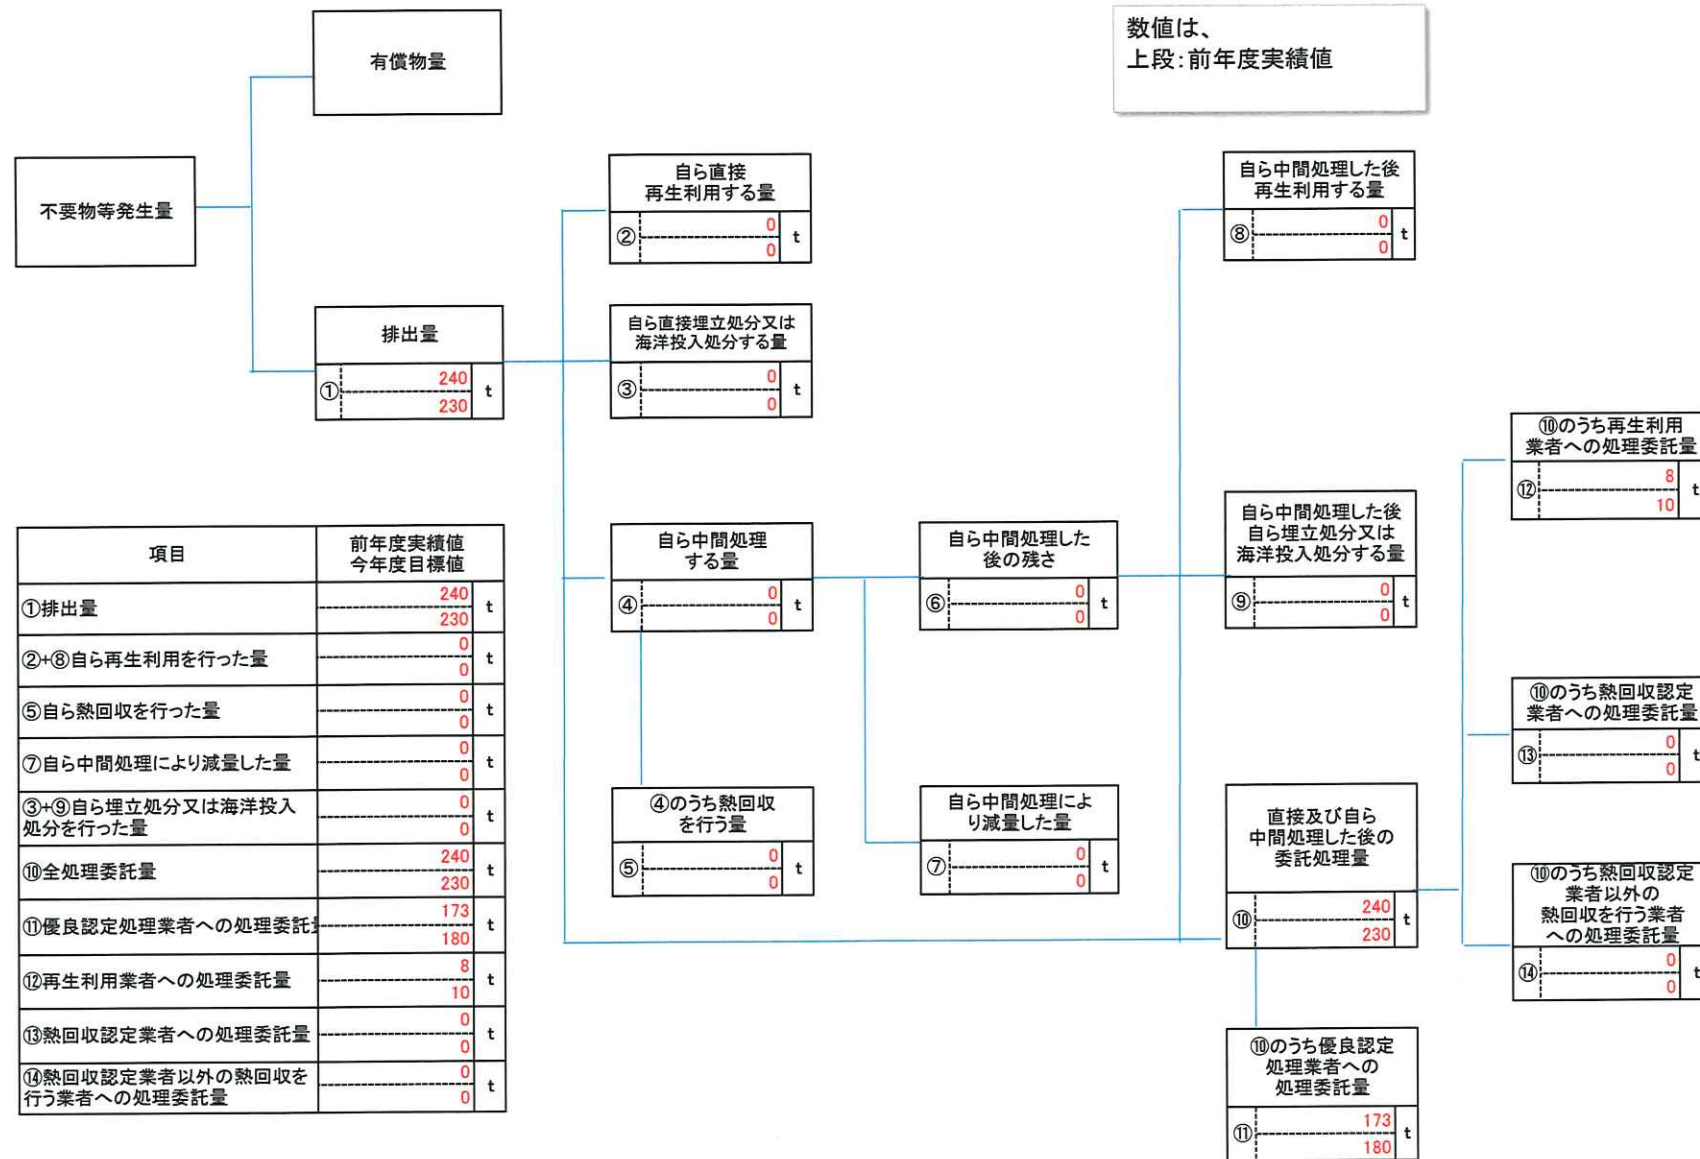 数値は、
上段:前年度実績値
有償物量
不要物等発生量
排出量
① 240 t
230
自ら直接
再生利用する量
② 0 t
0
自ら直接埋立処分又は
海洋投入処分する量
③ 0 t
0
自ら中間処理
する量
④ 0 t
0
④のうち熱回収
を行う量
⑤ 0 t
0
自ら中間処理した
後の残さ
⑥ 0 t
0
自ら中間処理によ
り減量した量
⑦ 0 t
0
自ら中間処理した後
再生利用する量
⑧ 0 t
0
自ら中間処理した後
自ら埋立処分又は
海洋投入処分する量
⑨ 0 t
0
直接及び自ら
中間処理した後の
委託処理量
⑩ 240 t
230
⑩のうち優良認定
処理業者への
処理委託量
⑪ 173 t
180
⑩のうち再生利用
業者への処理委託量
⑫ 8 t
10
⑩のうち熱回収認定
業者への処理委託量
⑬ 0 t
0
⑩のうち熱回収認定
業者以外の
熱回収を行う業者
への処理委託量
⑭ 0 t
0
項目 前年度実績値
今年度目標値
①排出量 240 t
230
②+⑧自ら再生利用を行った量 0 t
0
⑤自ら熱回収を行った量 0 t
0
⑦自ら中間処理により減量した量 0 t
0
③+⑨自ら埋立処分又は海洋投入
処分を行った量 0 t
0
⑩全処理委託量 240 t
230
⑪優良認定処理業者への処理委託 173 t
180
⑫再生利用業者への処理委託量 8 t
10
⑬熱回収認定業者への処理委託量 0 t
0
⑭熱回収認定業者以外の熱回収を
行う業者への処理委託量 0 t
0